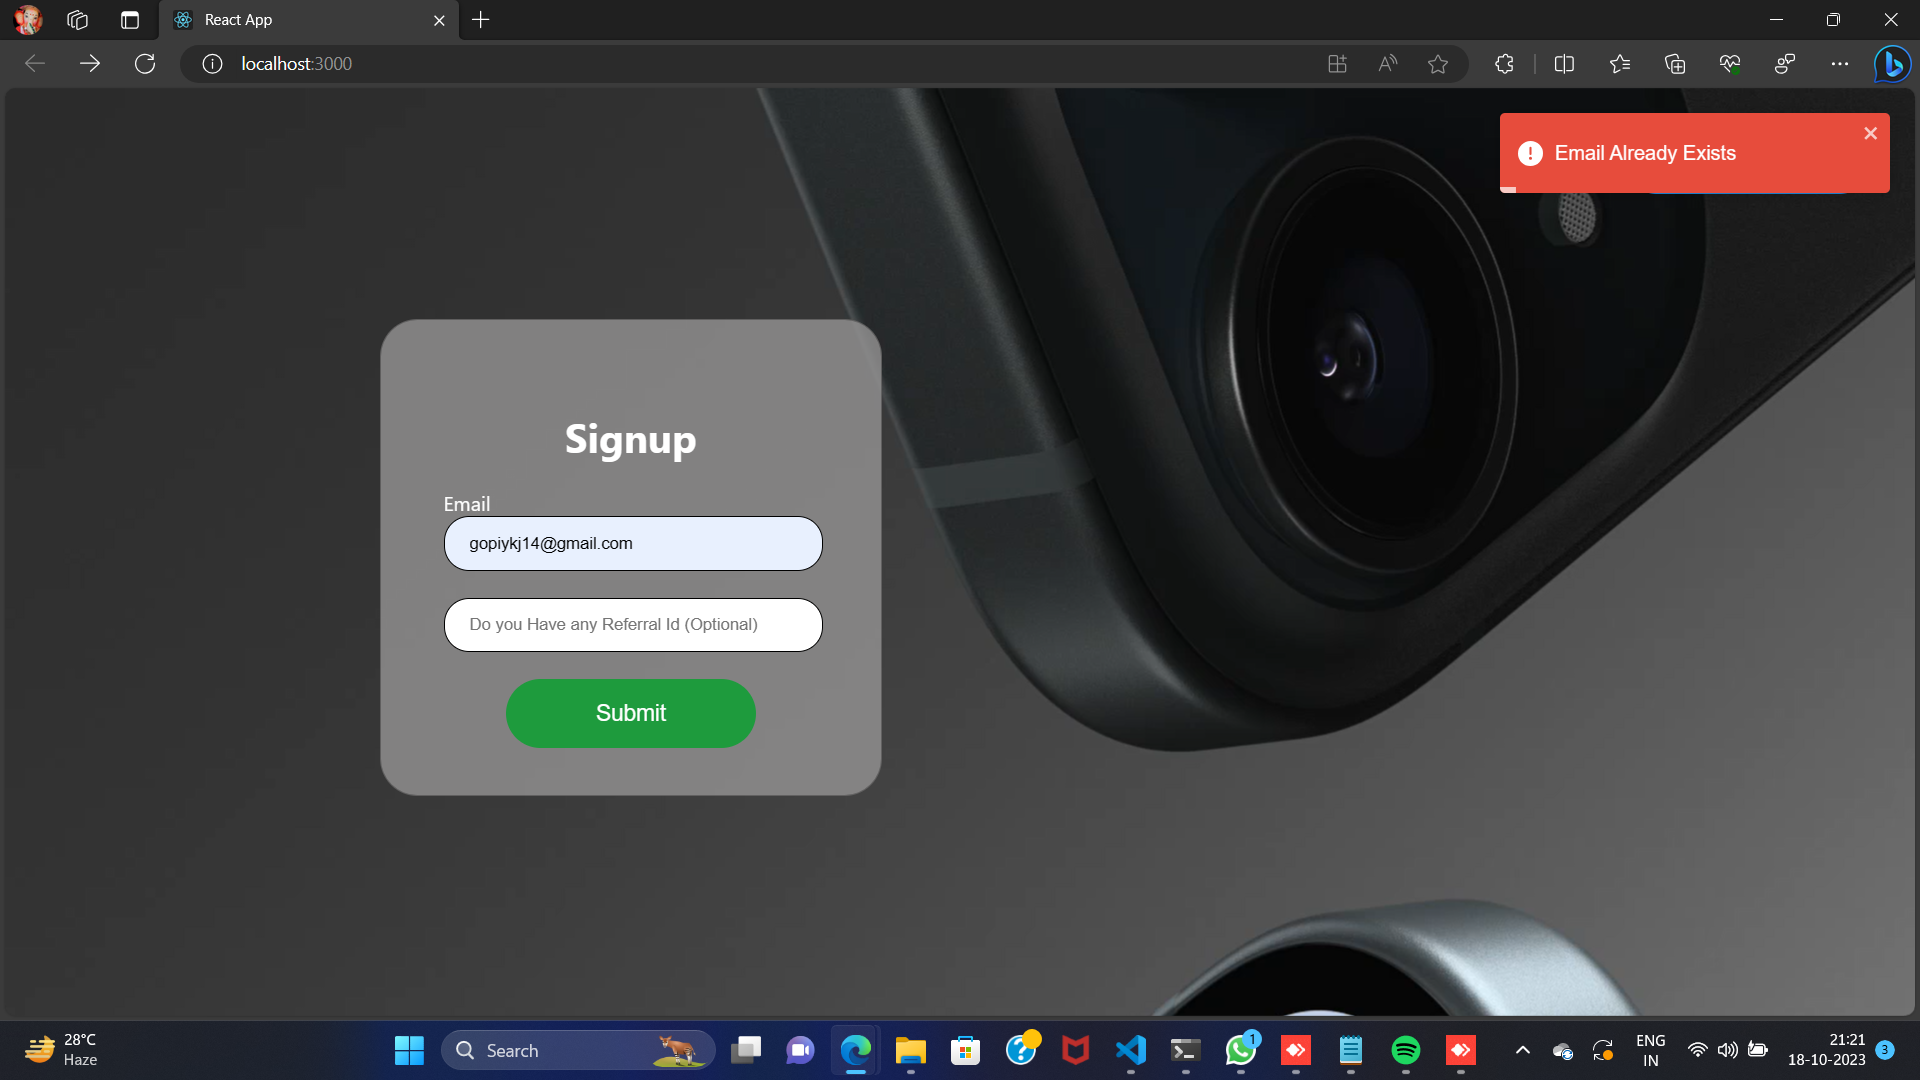 React App
localhost:3000
Email Already Exists
Signup
Email
gopiykj14@gmail.com
Do you Have any Referral Id (Optional)
Submit
28°C
Haze
Search
1
ENG
IN
21:21
18-10-2023
3